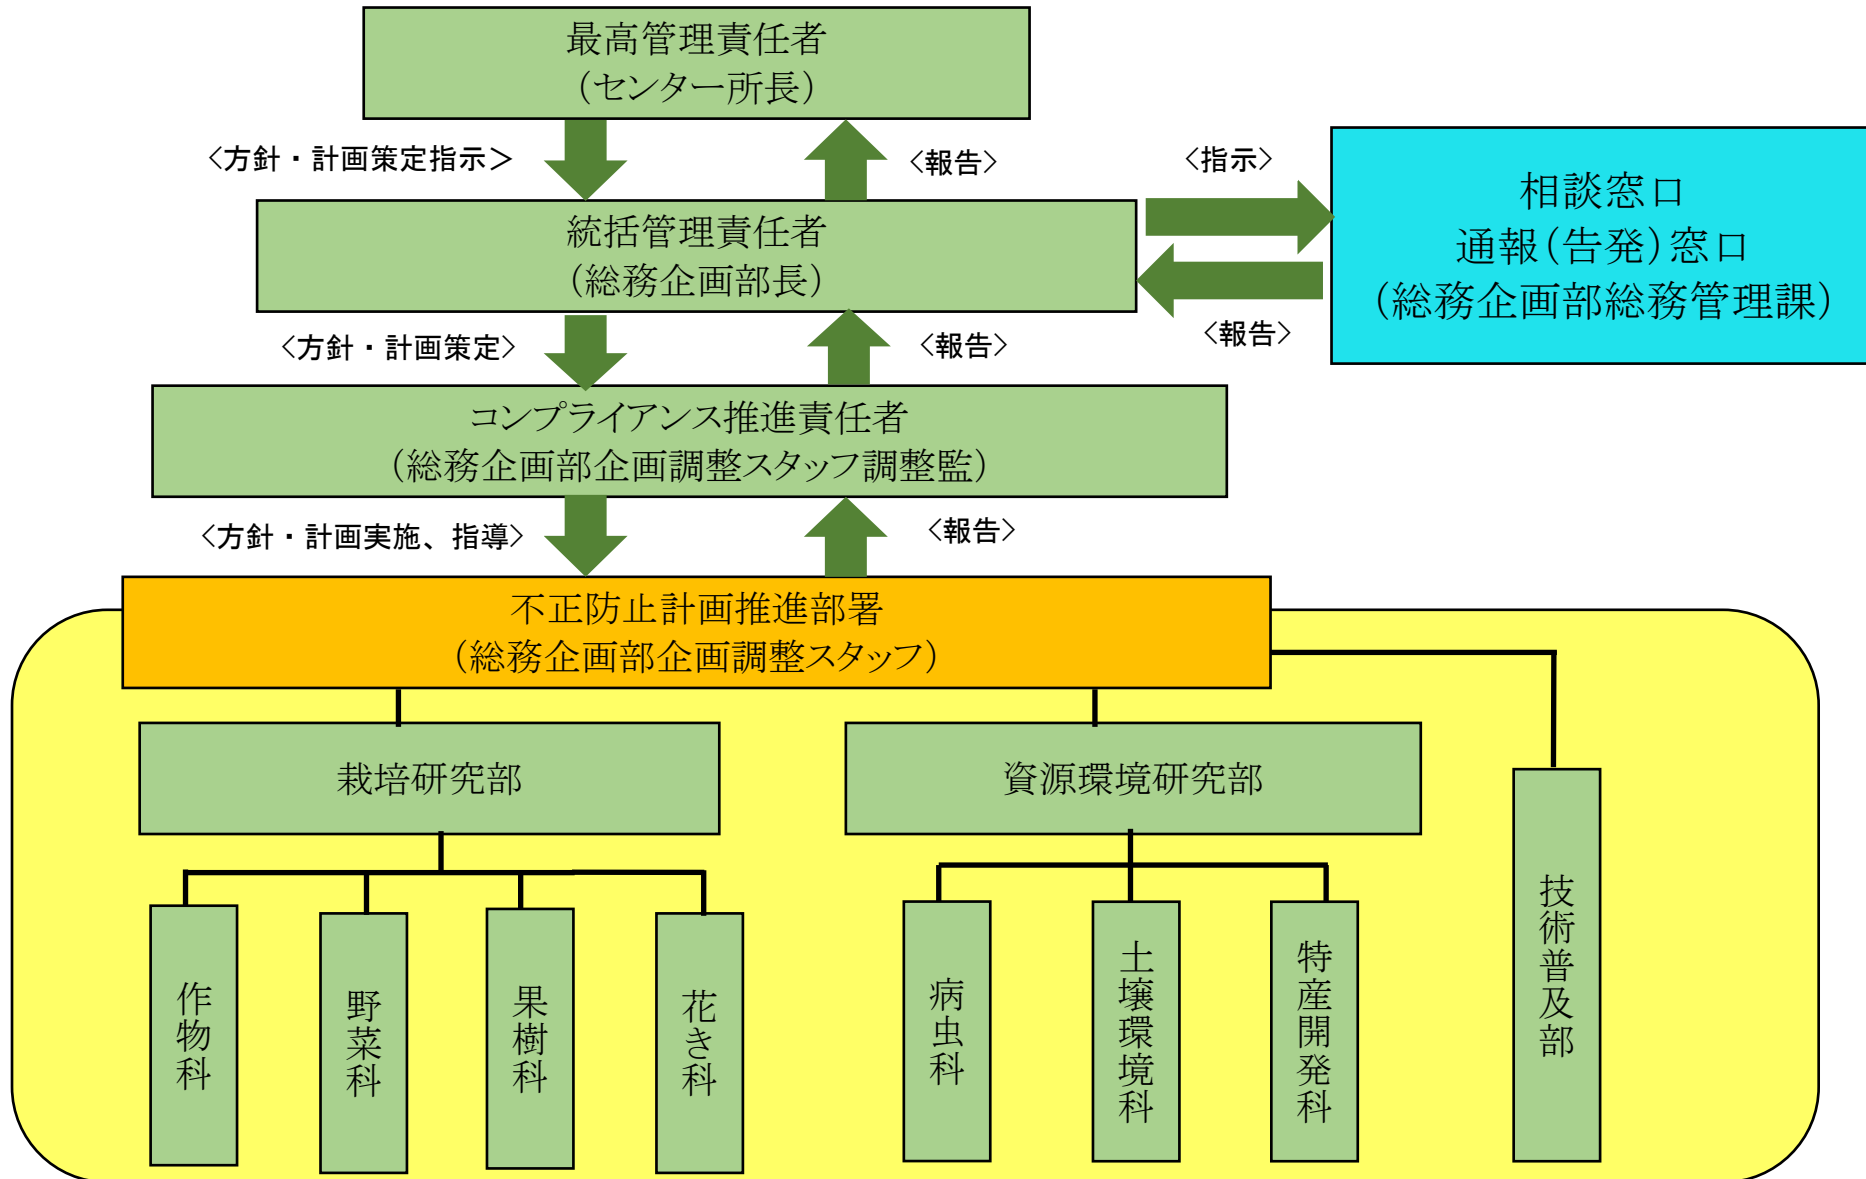 最高管理責任者
(センター所長)
<方針・計画策定指示>
<報告>
<指示>
相談窓口
通報(告発)窓口
(総務企画部総務管理課)
統括管理責任者
(総務企画部長)
<方針・計画策定>
<報告>
<報告>
コンプライアンス推進責任者
(総務企画部企画調整スタッフ調整監)
<方針・計画実施、指導>
<報告>
不正防止計画推進部署
(総務企画部企画調整スタッフ)
栽培研究部
資源環境研究部
技術普及部
作物科
野菜科
果樹科
花き科
病虫科
土壌環境科
特産開発科